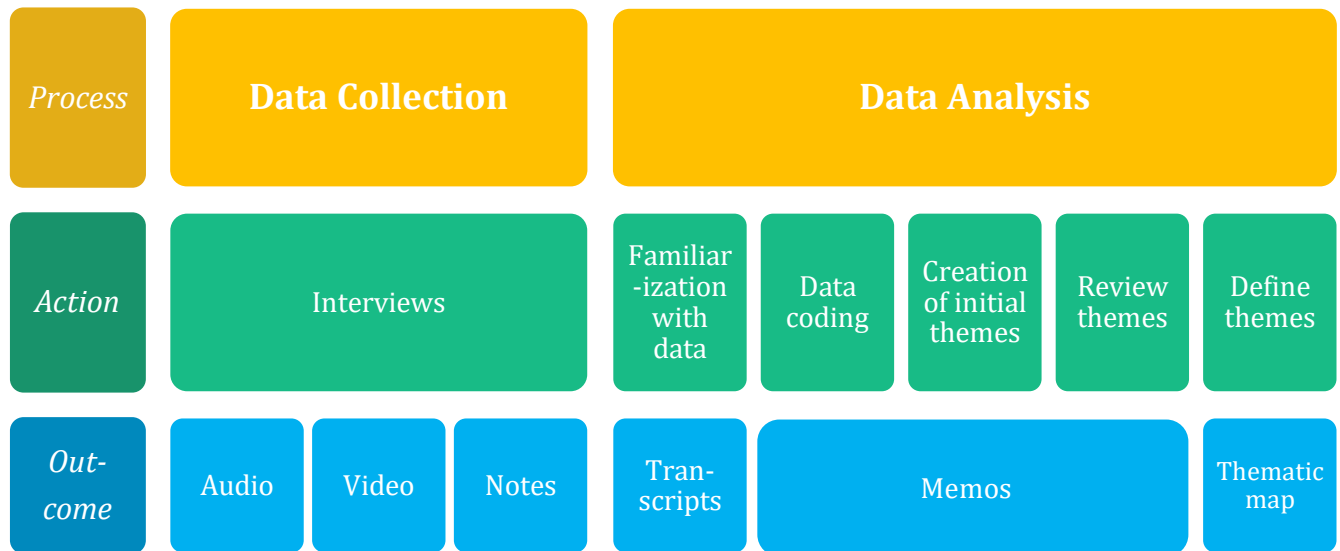 Process
Data Collection
Data Analysis
Action
Interviews
Familiar
-ization
with
data
Data
coding
Creation
of initial
themes
Review
themes
Define
themes
Out-
come
Audio
Video
Notes
Tran-
scripts
Memos
Thematic
map